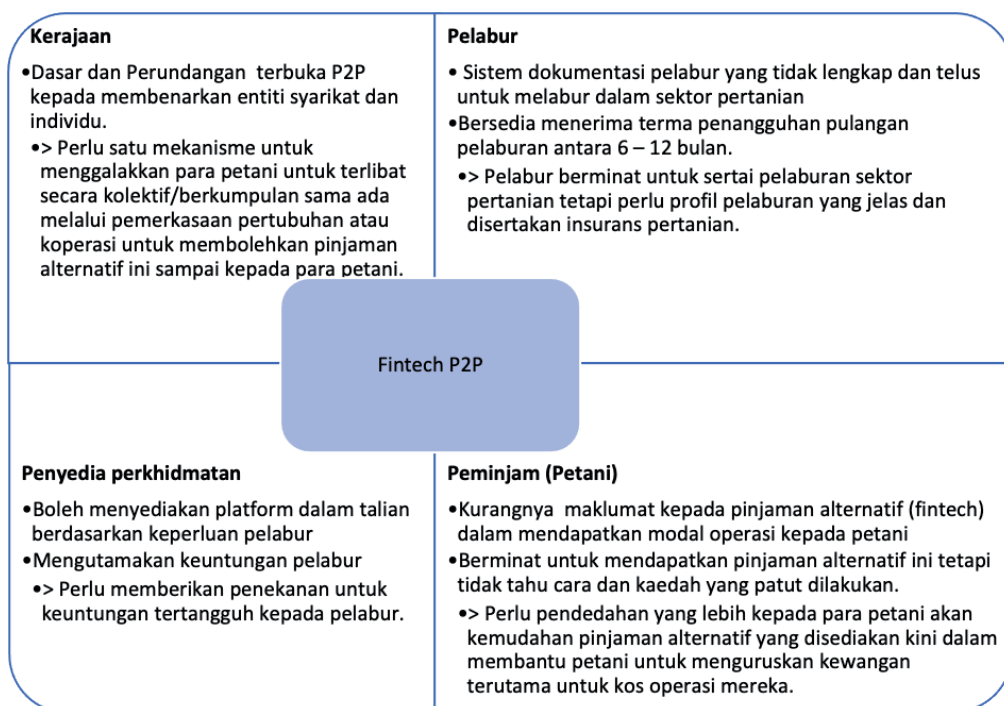 Kerajaan
•Dasar dan Perundangan terbuka P2P
kepada membenarkan entiti syarikat dan
individu.
•> Perlu satu mekanisme untuk
menggalakkan para petani untuk terlibat
secara kolektif/berkumpulan sama ada
melalui pemerkasaan pertubuhan atau
koperasi untuk membolehkan pinjaman
alternatif ini sampai kepada para petani.
Pelabur
• Sistem dokumentasi pelabur yang tidak lengkap dan telus
untuk melabur dalam sektor pertanian
•Bersedia menerima terma penangguhan pulangan
pelaburan antara 6 – 12 bulan.
•> Pelabur berminat untuk sertai pelaburan sektor
pertanian tetapi perlu profil pelaburan yang jelas dan
disertakan insurans pertanian.
Fintech P2P
Penyedia perkhidmatan
•Boleh menyediakan platform dalam talian
berdasarkan keperluan pelabur
•Mengutamakan keuntungan pelabur
•> Perlu memberikan penekanan untuk
keuntungan tertangguh kepada pelabur.
Peminjam (Petani)
•Kurangnya maklumat kepada pinjaman alternatif (fintech)
dalam mendapatkan modal operasi kepada petani
•Berminat untuk mendapatkan pinjaman alternatif ini tetapi
tidak tahu cara dan kaedah yang patut dilakukan.
•> Perlu pendedahan yang lebih kepada para petani akan
kemudahan pinjaman alternatif yang disediakan kini dalam
membantu petani untuk menguruskan kewangan
terutama untuk kos operasi mereka.